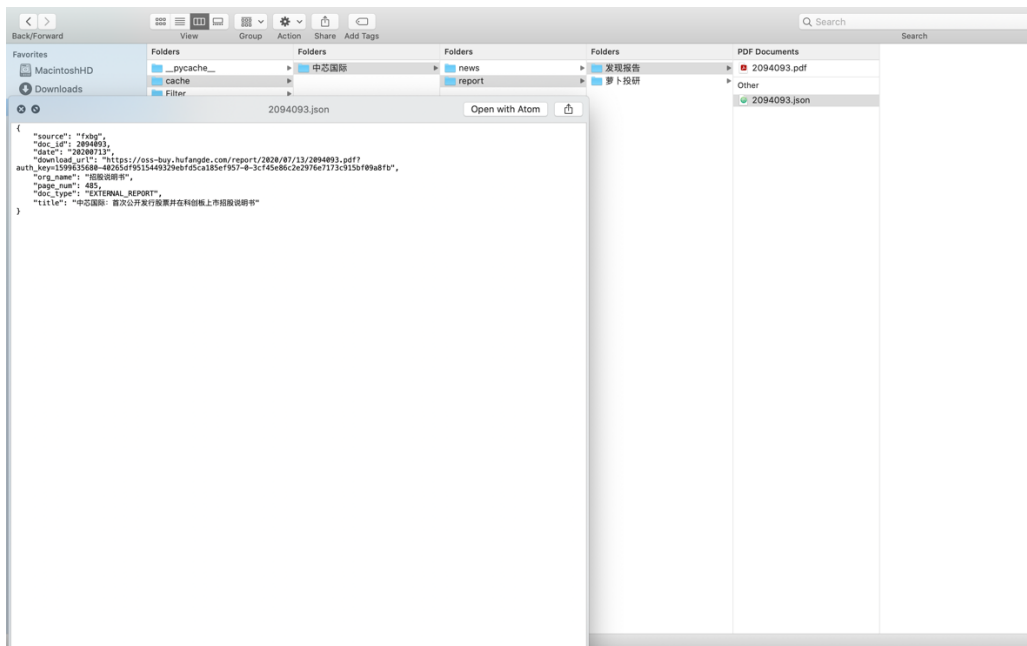 Back/Forward
View
Group
Action
Share
Add Tags
Search
Search
Favorites
MacintoshHD
Downloads
Folders
__pycache__
cache
Filter
Folders
中芯国际
Folders
news
report
Folders
发现报告
萝卜投研
PDF Documents
2094093.pdf
Other
2094093.json
2094093.json
Open with Atom
{
"source": "fxbg",
"doc_id": 2094093,
"date": "20200713",
"download_url": "https://oss-buy.hufangde.com/report/2020/07/13/2094093.pdf?
auth_key=1599635680-40265df9515449329ebfd5ca185ef957-0-3cf45e86c2e2976e7173c915bf09a8fb",
"org_name": "招股说明书",
"page_num": 485,
"doc_type": "EXTERNAL_REPORT",
"title": "中芯国际：首次公开发行股票并在科创板上市招股说明书"
}